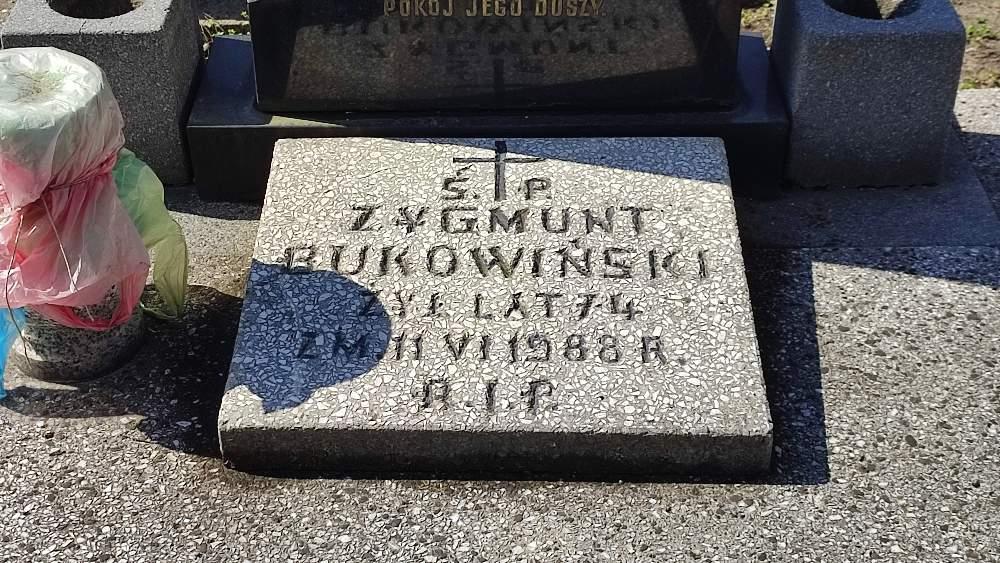 POKÓJ JEGO DUSZY.
Ś P.
ZYGMUNT
BUKOWIŃSKI
ŻYŁ LAT 74
ZM. 11 VI 1988 R.
R.I.P.